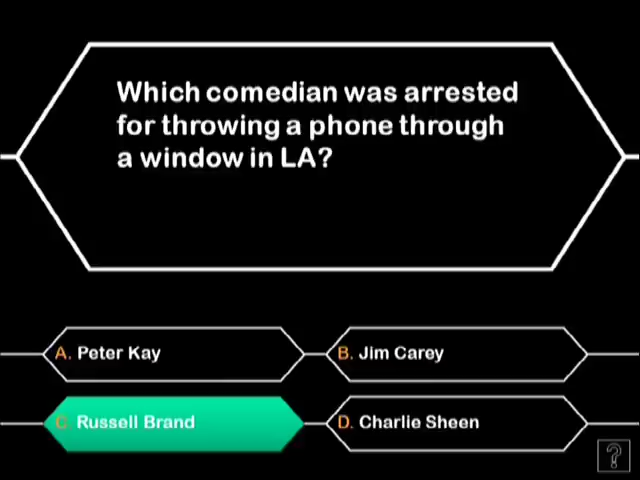 Which comedian was arrested
for throwing a phone through
a window in LA?
A. Peter Kay
B. Jim Carey
C. Russell Brand
D. Charlie Sheen
?